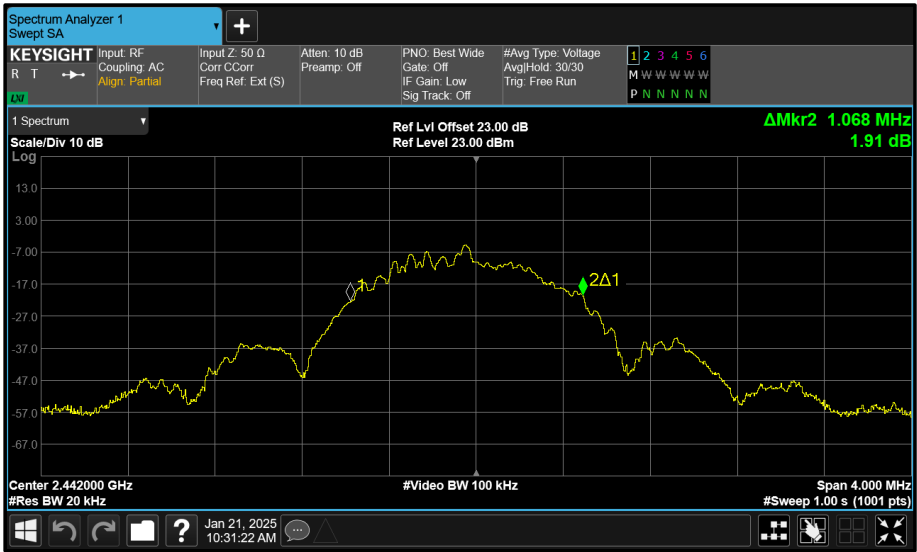 Spectrum Analyzer 1
Swept SA
KEYSIGHT
R T
LXI
Input: RF
Coupling: AC
Align: Partial
Input Z: 50 Ω
Corr CCorr
Freq Ref: Ext (S)
Atten: 10 dB
Preamp: Off
PNO: Best Wide
Gate: Off
IF Gain: Low
Sig Track: Off
#Avg Type: Voltage
Avg|Hold: 30/30
Trig: Free Run
1 2 3 4 5 6
M W W W W W
P N N N N N
1 Spectrum
Scale/Div 10 dB
Ref Lvl Offset 23.00 dB
Ref Level 23.00 dBm
ΔMkr2 1.068 MHz
1.91 dB
Log
13.0
3.00
-7.00
-17.0
-27.0
-37.0
-47.0
-57.0
-67.0
1
2Δ1
Center 2.442000 GHz
#Video BW 100 kHz
Span 4.000 MHz
#Res BW 20 kHz
#Sweep 1.00 s (1001 pts)
?
Jan 21, 2025
10:31:22 AM